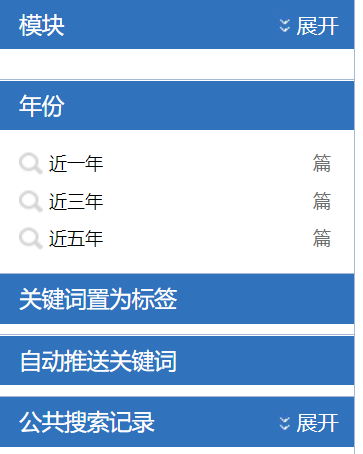 模块 展开
年份
近一年 篇
近三年 篇
近五年 篇
关键词置为标签
自动推送关键词
公共搜索记录 展开